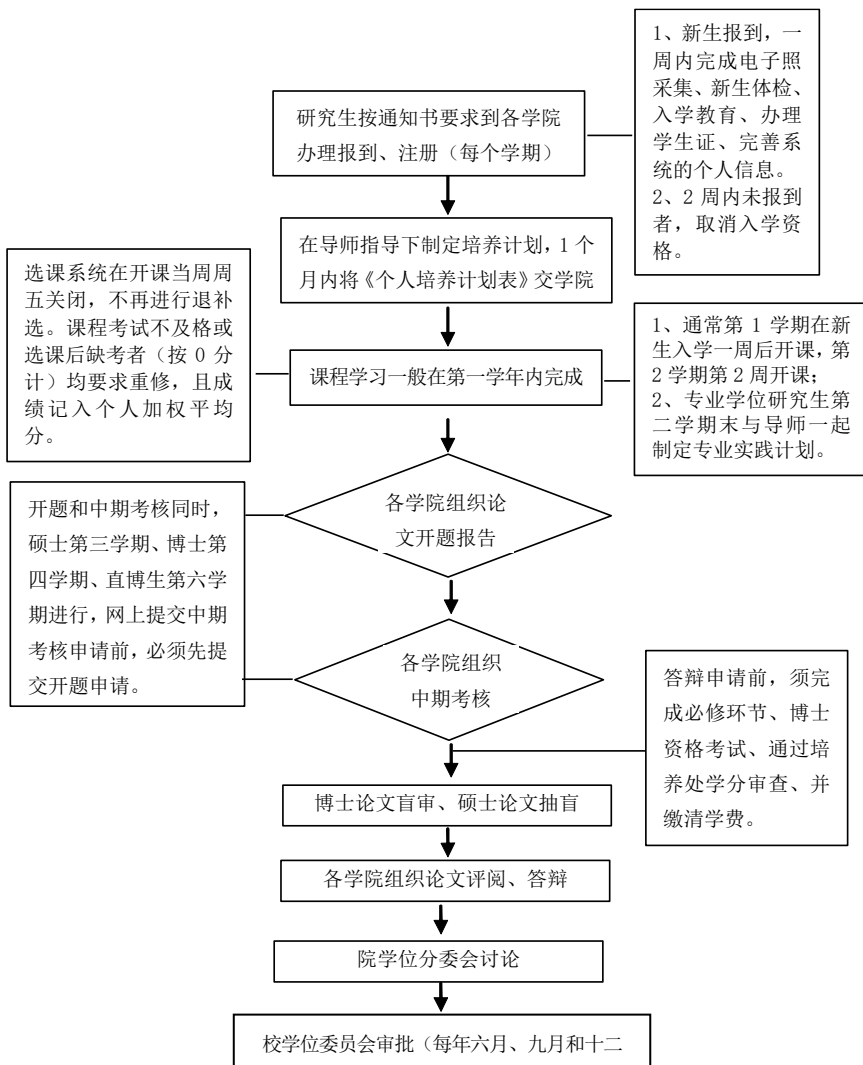 1、新生报到，一
周内完成电子照
采集、新生体检、
入学教育、办理
学生证、完善系
统的个人信息。
2、2 周内未报到
者，取消入学资
格。
研究生按通知书要求到各学院
办理报到、注册（每个学期）
在导师指导下制定培养计划，1 个
月内将《个人培养计划表》交学院
选课系统在开课当周周
五关闭，不再进行退补
选。课程考试不及格或
选课后缺考者（按 0 分
计）均要求重修，且成
绩记入个人加权平均
分。
课程学习一般在第一学年内完成
1、通常第 1 学期在新
生入学一周后开课，第
2 学期第 2 周开课；
2、专业学位研究生第
二学期末与导师一起
制定专业实践计划。
各学院组织论
文开题报告
开题和中期考核同时，
硕士第三学期、博士第
四学期、直博生第六学
期进行，网上提交中期
考核申请前，必须先提
交开题申请。
各学院组织
中期考核
答辩申请前，须完
成必修环节、博士
资格考试、通过培
养处学分审查、并
缴清学费。
博士论文盲审、硕士论文抽盲
各学院组织论文评阅、答辩
院学位分委会讨论
校学位委员会审批（每年六月、九月和十二